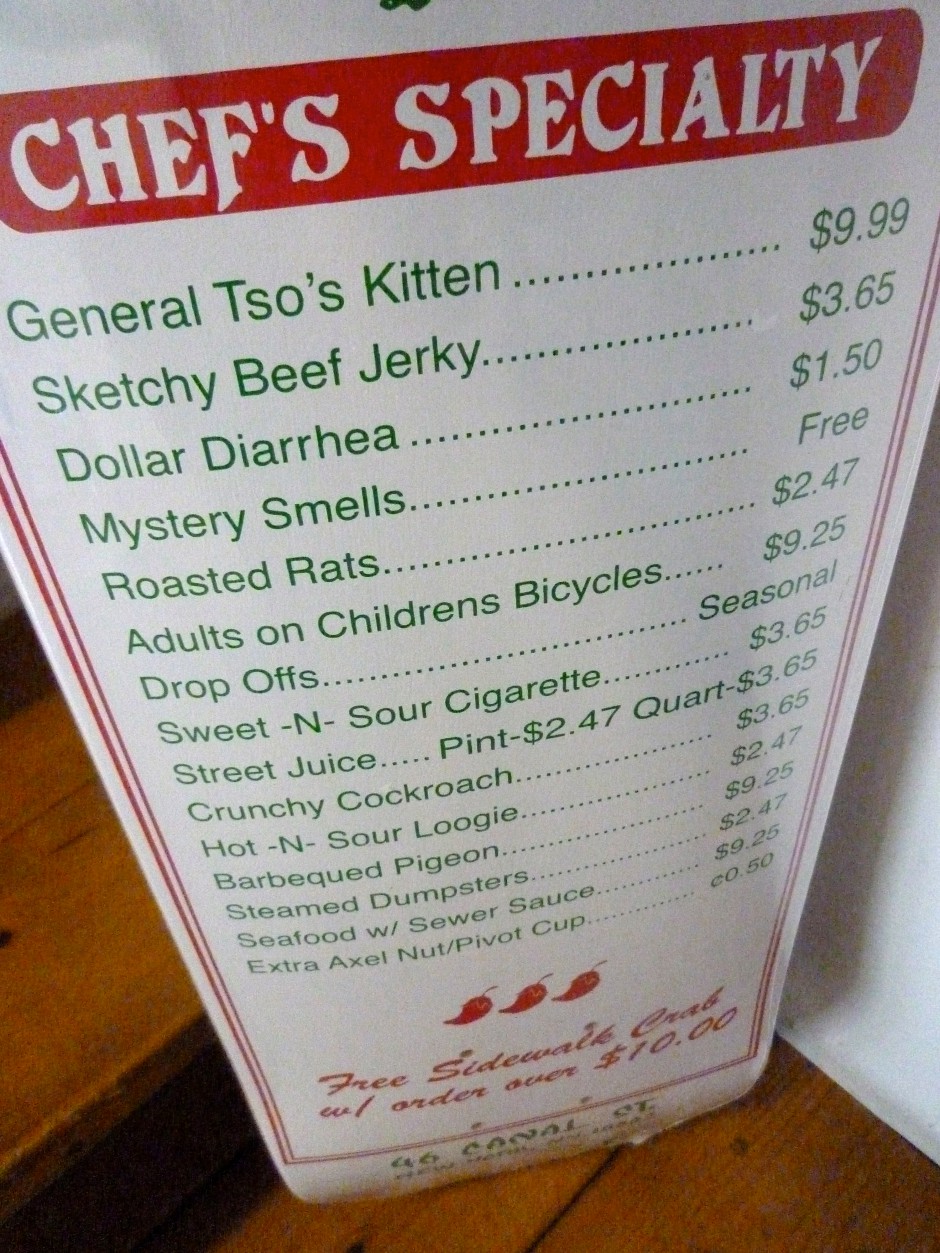 CHEF'S SPECIALTY
General Tso's Kitten .................... $9.99
Sketchy Beef Jerky..................... $3.65
Dollar Diarrhea ........................... $1.50
Mystery Smells........................... Free
Roasted Rats.............................. $2.47
Adults on Childrens Bicycles...... $9.25
Drop Offs................................. Seasonal
Sweet -N- Sour Cigarette............ $3.65
Street Juice..... Pint-$2.47 Quart-$3.65
Crunchy Cockroach..................... $3.65
Hot -N- Sour Loogie..................... $2.47
Barbequed Pigeon........................ $9.25
Steamed Dumpsters.................... $2.47
Seafood w/ Sewer Sauce............. $9.25
Extra Axel Nut/Pivot Cup.............. ¢0.50
Free Sidewalk Crab
w/ order over $10.00
46 CANAL ST.
NEW YORK, NY